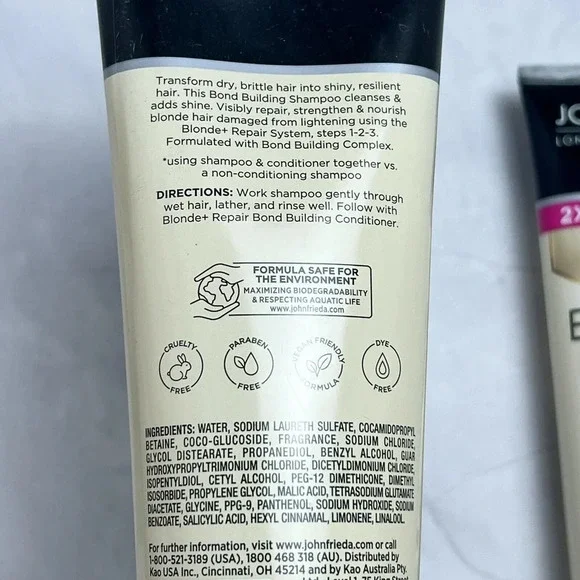 Transform dry, brittle hair into shiny, resilient
hair. This Bond Building Shampoo cleanses &
adds shine. Visibly repair, strengthen & nourish
blonde hair damaged from lightening using the
Blonde+ Repair System, steps 1-2-3.
Formulated with Bond Building Complex.
*using shampoo & conditioner together vs.
a non-conditioning shampoo
DIRECTIONS: Work shampoo gently through
wet hair, lather, and rinse well. Follow with
Blonde+ Repair Bond Building Conditioner.
FORMULA SAFE FOR
THE ENVIRONMENT
MAXIMIZING BIODEGRADABILITY
& RESPECTING AQUATIC LIFE
www.johnfrieda.com
CRUELTY FREE
PARABEN FREE
VEGAN FRIENDLY FORMULA
DYE FREE
INGREDIENTS: WATER, SODIUM LAURETH SULFATE, COCAMIDOPROPYL
BETAINE, COCO-GLUCOSIDE, FRAGRANCE, SODIUM CHLORIDE,
GLYCOL DISTEARATE, PROPANEDIOL, BENZYL ALCOHOL, GUAR
HYDROXYPROPYLTRIMONIUM CHLORIDE, DICETYLDIMONIUM CHLORIDE,
ISOPENTYLDIOL, CETYL ALCOHOL, PEG-12 DIMETHICONE, DIMETHYL
ISOSORBIDE, PROPYLENE GLYCOL, MALIC ACID, TETRASODIUM GLUTAMATE
DIACETATE, GLYCINE, PPG-9, PANTHENOL, SODIUM HYDROXIDE, SODIUM
BENZOATE, SALICYLIC ACID, HEXYL CINNAMAL, LIMONENE, LINALOOL.
For further information, visit www.johnfrieda.com or call
1-800-521-3189 (USA), 1800 468 318 (AU). Distributed by
Kao USA Inc., Cincinnati, OH 45214 and by Kao Australia Pty.
JO
LON
2X